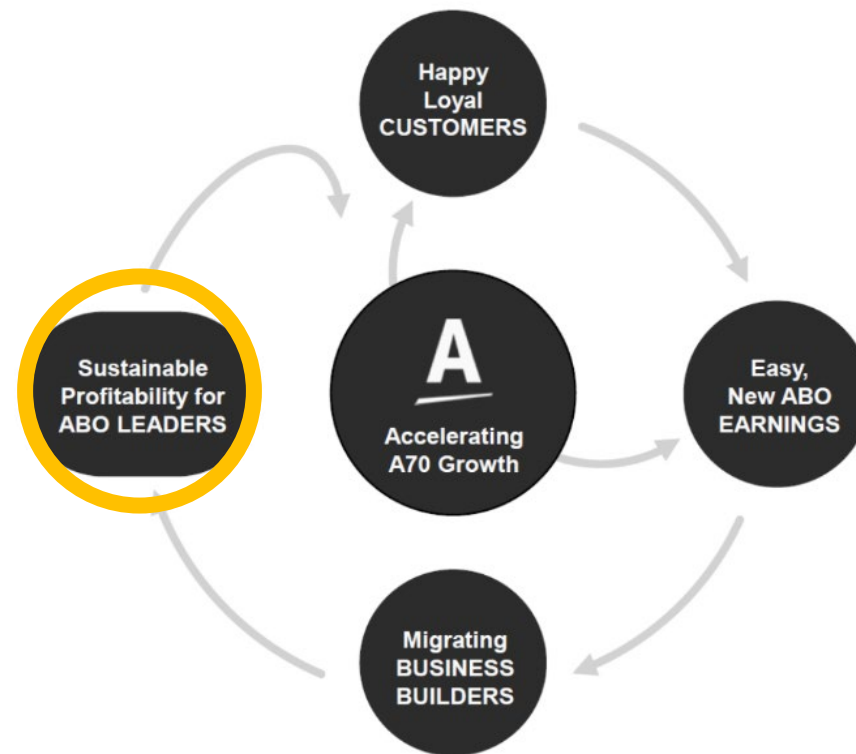 Happy
Loyal
CUSTOMERS
Sustainable
Profitability for
ABO LEADERS
A
Accelerating
A70 Growth
Easy,
New ABO
EARNINGS
Migrating
BUSINESS
BUILDERS